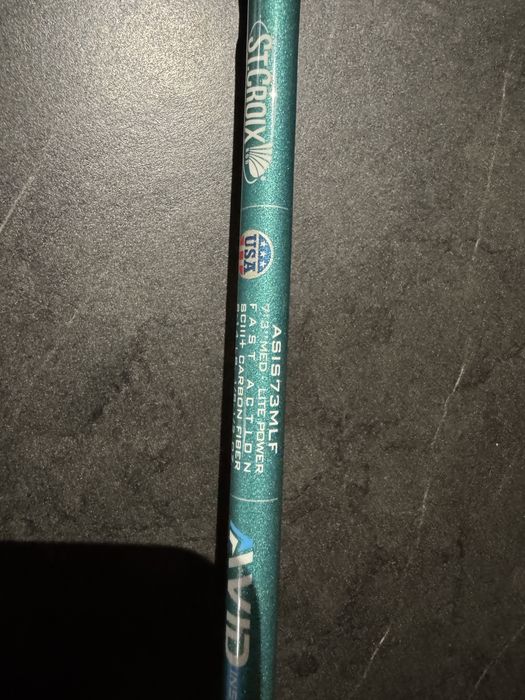 ST.CROIX
USA
ASIS73MLF
7'3" MED - LITE POWER
FAST ACTION
SCIII+ CARBON FIBER
AVID